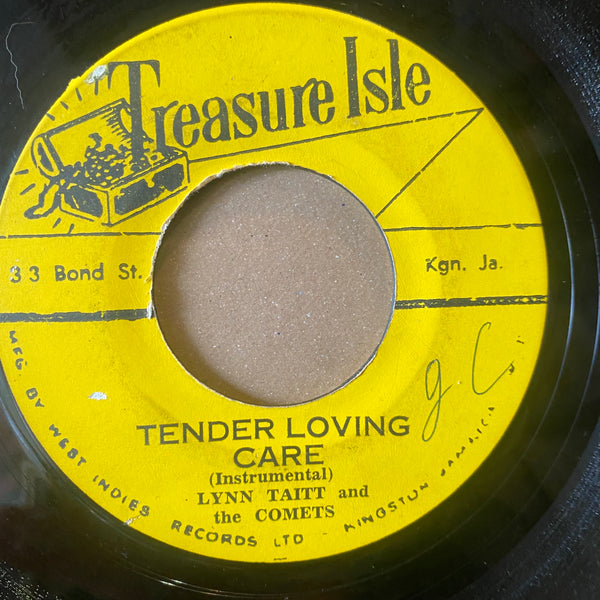 Treasure Isle
33 Bond St.
Kgn. Ja.
g C
TENDER LOVING
CARE
(Instrumental)
LYNN TAITT and
the COMETS
MFG. BY WEST INDIES RECORDS LTD - KINGSTON JAMAICA W.I.